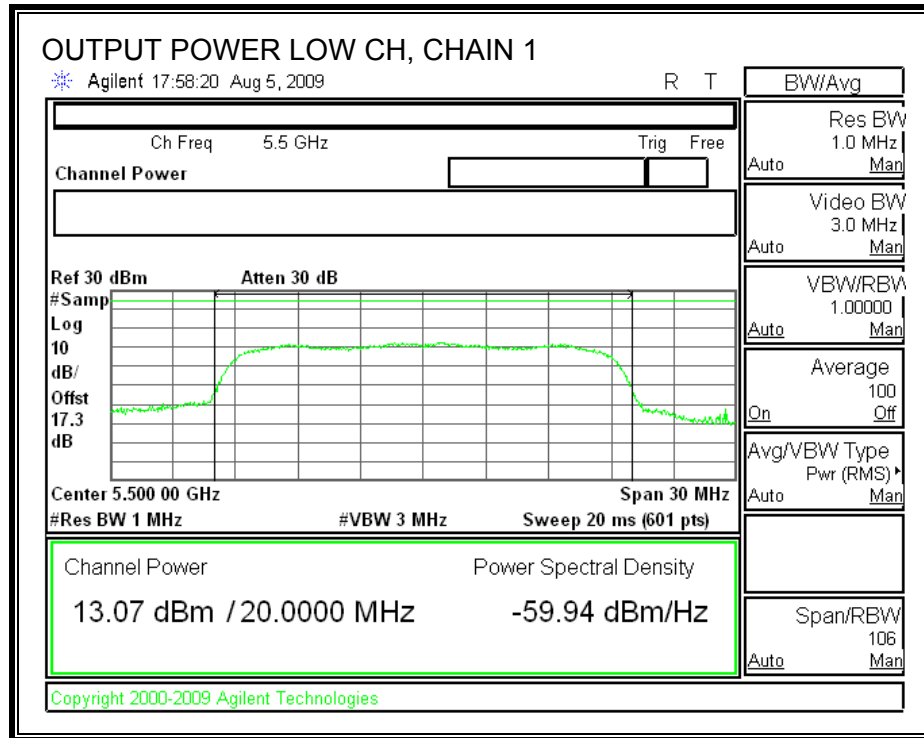 OUTPUT POWER LOW CH, CHAIN 1
Agilent 17:58:20 Aug 5, 2009 R T
BW/Avg
Ch Freq 5.5 GHz Trig Free
Channel Power
Res BW
1.0 MHz
Auto Man
Video BW
3.0 MHz
Auto Man
Ref 30 dBm Atten 30 dB
#Samp
Log
10
dB/
Offst
17.3
dB
VBW/RBW
1.00000
Auto Man
Average
100
On Off
Avg/VBW Type
Pwr (RMS)
Auto Man
Center 5.500 00 GHz Span 30 MHz
#Res BW 1 MHz #VBW 3 MHz Sweep 20 ms (601 pts)
Channel Power Power Spectral Density
13.07 dBm / 20.0000 MHz -59.94 dBm/Hz
Span/RBW
106
Auto Man
Copyright 2000-2009 Agilent Technologies